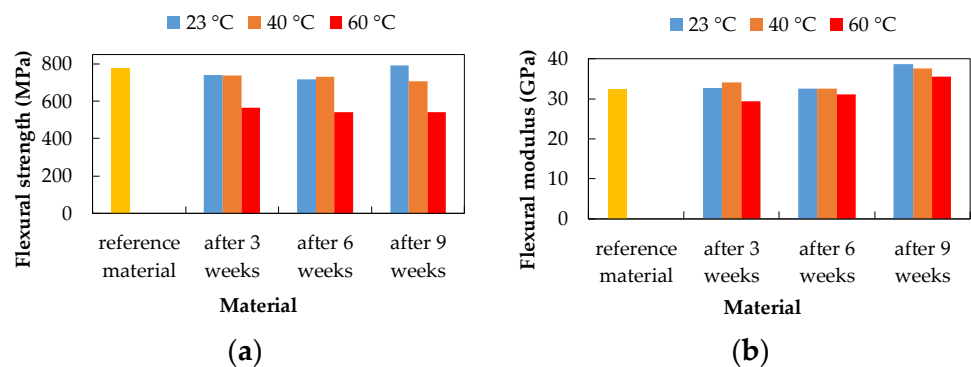 23 °C 40 °C 60 °C
Flexural strength (MPa)
800
600
400
200
0
reference material
after 3 weeks
after 6 weeks
after 9 weeks
Material
(a)
23 °C 40 °C 60 °C
Flexural modulus (GPa)
40
30
20
10
0
reference material
after 3 weeks
after 6 weeks
after 9 weeks
Material
(b)